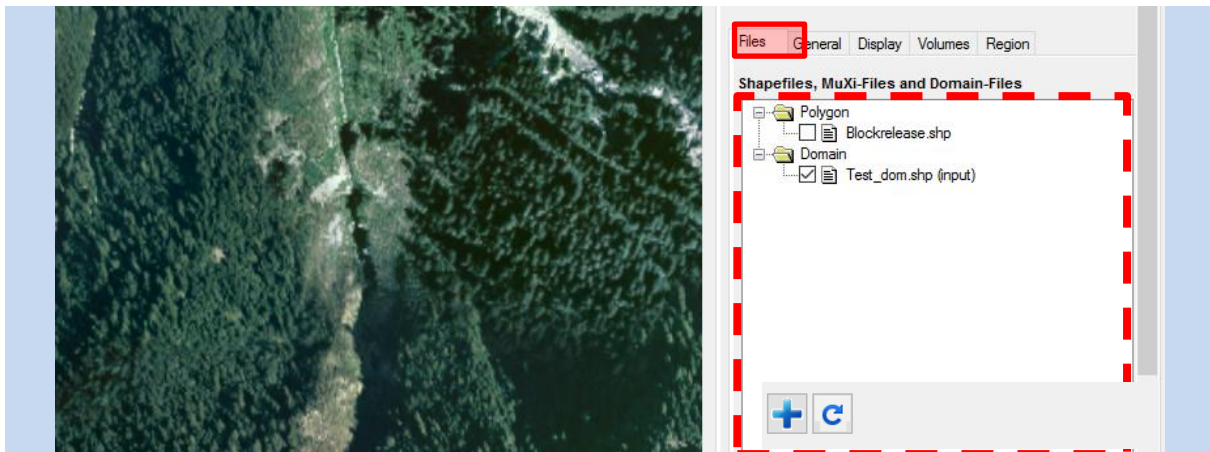 Files General Display Volumes Region
Shapefiles, MuXi-Files and Domain-Files
Polygon
Blockrelease.shp
Domain
Test_dom.shp (input)